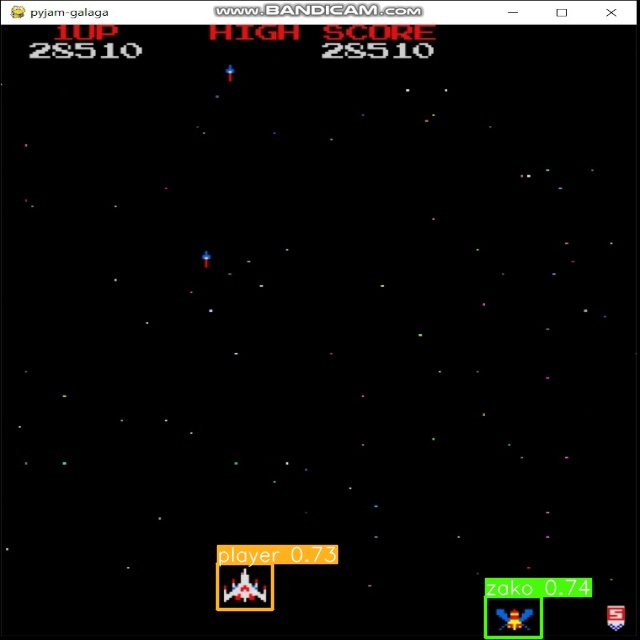 pyjam-galaga
www.BANDICAM.com
1UP HIGH SCORE
28510 28510
player 0.73
zako 0.74
5